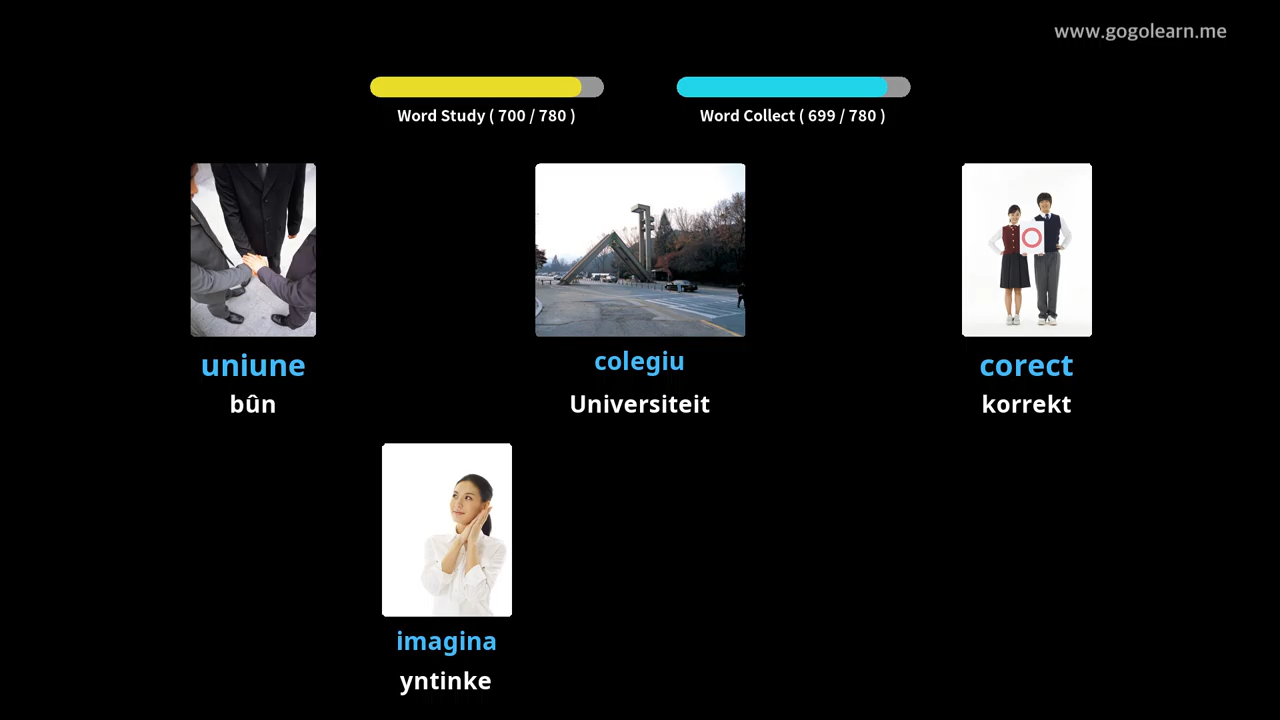 www.gogolearn.me
Word Study ( 700 / 780 )
Word Collect ( 699 / 780 )
uniune
bûn
colegiu
Universiteit
corect
korrekt
imagina
yntinke